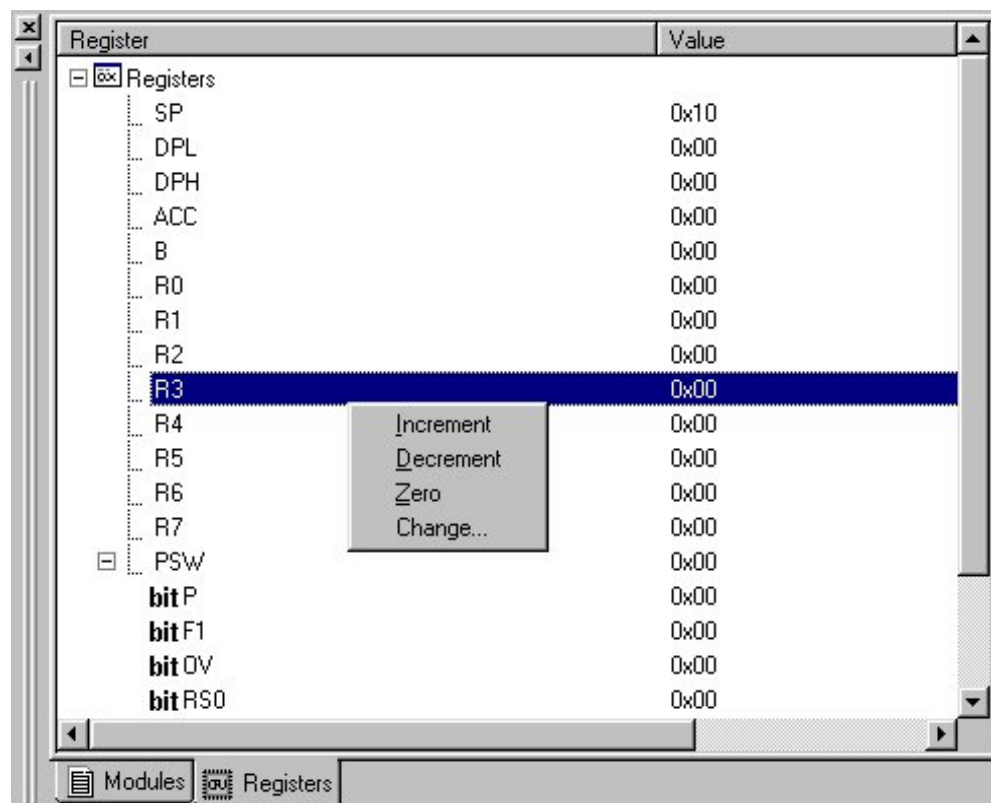 Register Value
Registers
SP 0x10
DPL 0x00
DPH 0x00
ACC 0x00
B 0x00
R0 0x00
R1 0x00
R2 0x00
R3 0x00
R4 Increment 0x00
R5 Decrement 0x00
R6 Zero 0x00
R7 Change... 0x00
PSW 0x00
bit P 0x00
bit F1 0x00
bit OV 0x00
bit RS0 0x00
Modules Registers